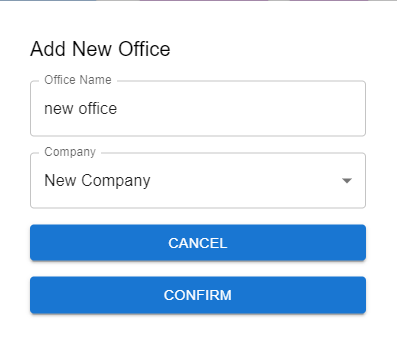 Add New Office
Office Name
new office
Company
New Company
CANCEL
CONFIRM